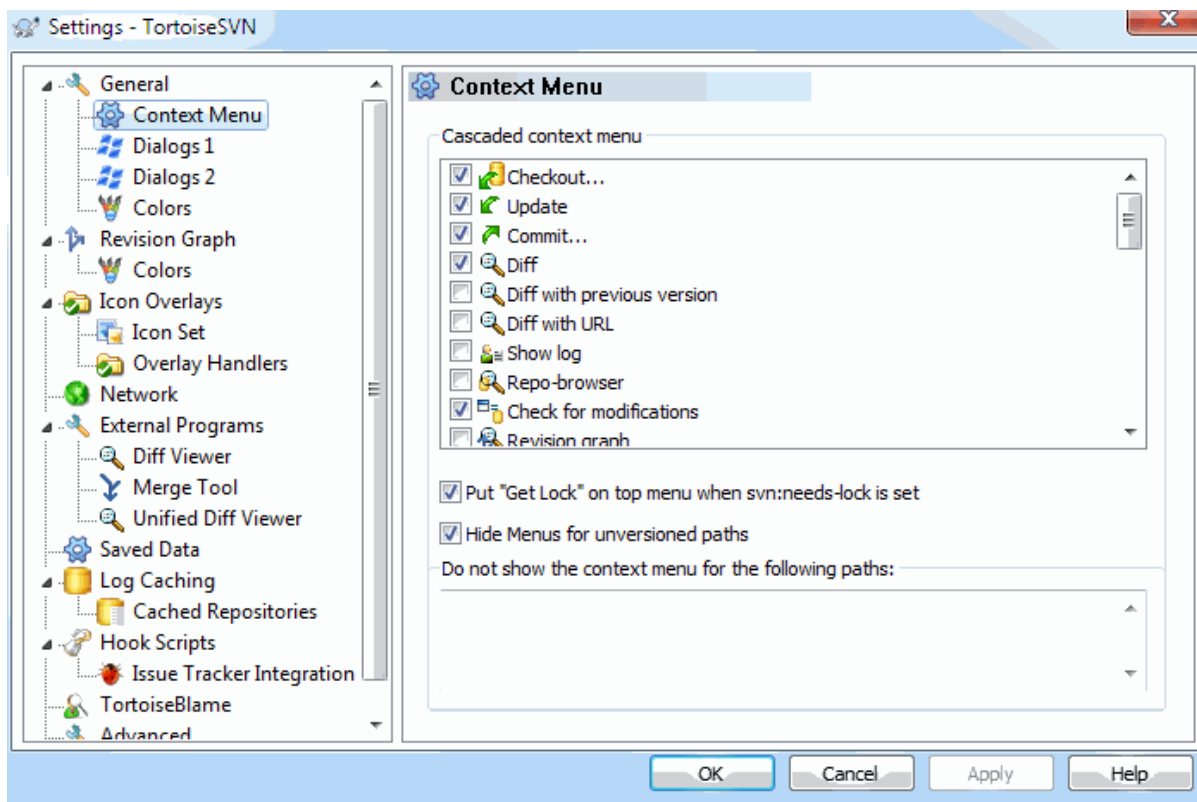 Settings - TortoiseSVN
General
Context Menu
Dialogs 1
Dialogs 2
Colors
Revision Graph
Colors
Icon Overlays
Icon Set
Overlay Handlers
Network
External Programs
Diff Viewer
Merge Tool
Unified Diff Viewer
Saved Data
Log Caching
Cached Repositories
Hook Scripts
Issue Tracker Integration
TortoiseBlame
Advanced
Context Menu
Cascaded context menu
Checkout...
Update
Commit...
Diff
Diff with previous version
Diff with URL
Show log
Repo-browser
Check for modifications
Revision graph
Put "Get Lock" on top menu when svn:needs-lock is set
Hide Menus for unversioned paths
Do not show the context menu for the following paths:
OK Cancel Apply Help